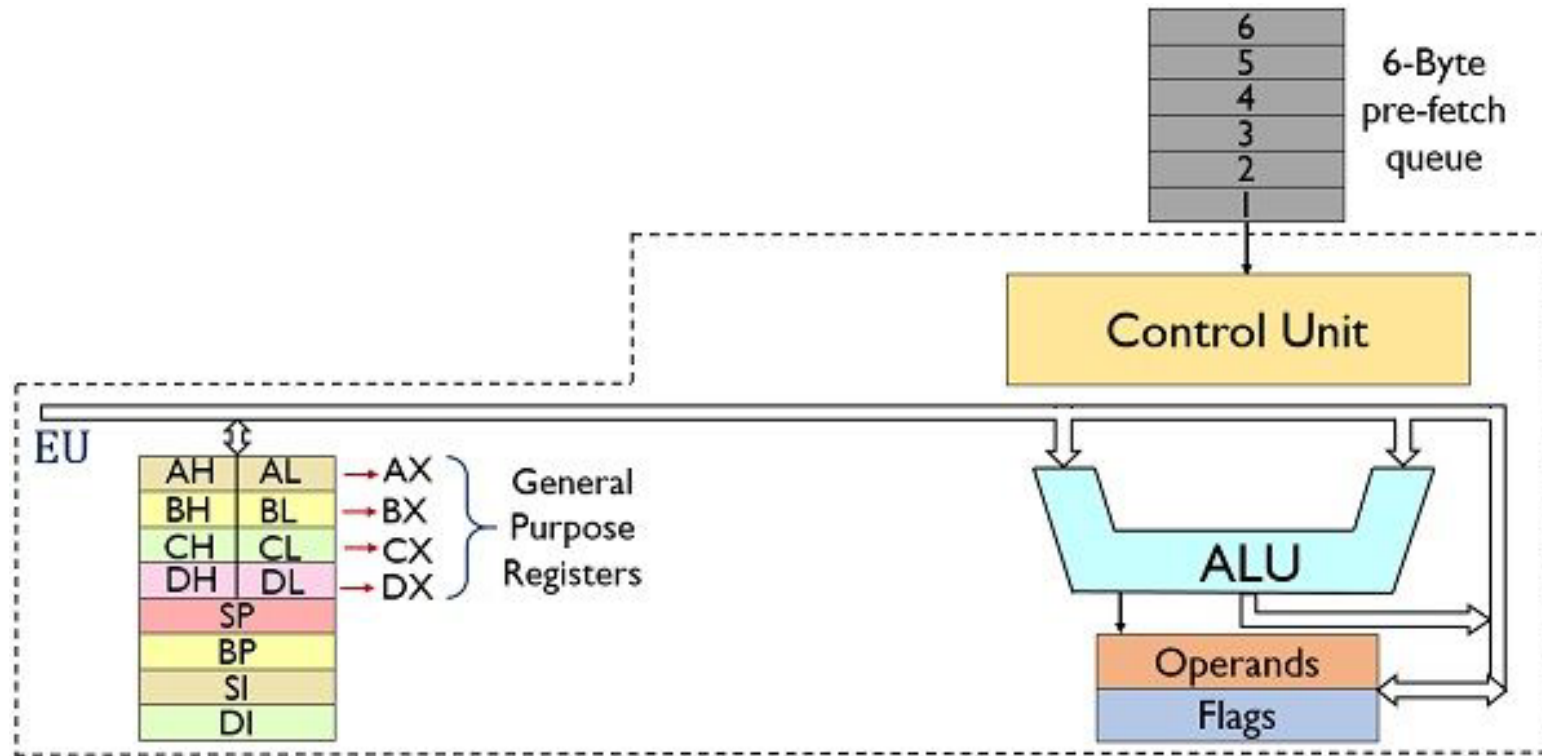 6
5
4
3
2
1
6-Byte
pre-fetch
queue
Control Unit
EU
AH AL AX
BH BL BX
CH CL CX
DH DL DX
SP
BP
SI
DI
General
Purpose
Registers
ALU
Operands
Flags